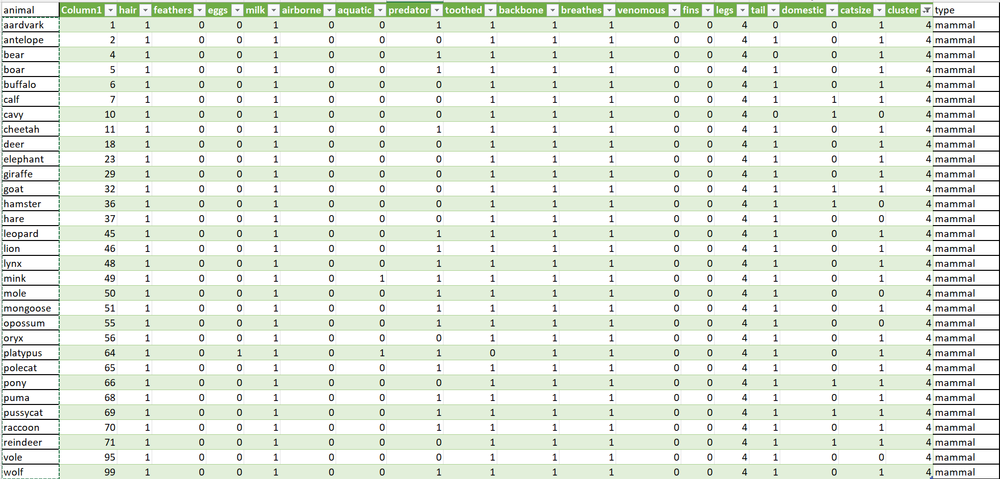 animal Column1 hair feathers eggs milk airborne aquatic predator toothed backbone breathes venomous fins legs tail domestic catsize cluster type
aardvark 1 1 0 0 1 0 0 1 1 1 1 0 0 4 0 0 1 4 mammal
antelope 2 1 0 0 1 0 0 0 1 1 1 0 0 4 1 0 1 4 mammal
bear 4 1 0 0 1 0 0 1 1 1 1 0 0 4 0 0 1 4 mammal
boar 5 1 0 0 1 0 0 1 1 1 1 0 0 4 1 0 1 4 mammal
buffalo 6 1 0 0 1 0 0 0 1 1 1 0 0 4 1 0 1 4 mammal
calf 7 1 0 0 1 0 0 0 1 1 1 0 0 4 1 1 1 4 mammal
cavy 10 1 0 0 1 0 0 0 1 1 1 0 0 4 0 1 0 4 mammal
cheetah 11 1 0 0 1 0 0 1 1 1 1 0 0 4 1 0 1 4 mammal
deer 18 1 0 0 1 0 0 0 1 1 1 0 0 4 1 0 1 4 mammal
elephant 23 1 0 0 1 0 0 0 1 1 1 0 0 4 1 0 1 4 mammal
giraffe 29 1 0 0 1 0 0 0 1 1 1 0 0 4 1 0 1 4 mammal
goat 32 1 0 0 1 0 0 0 1 1 1 0 0 4 1 1 1 4 mammal
hamster 36 1 0 0 1 0 0 0 1 1 1 0 0 4 1 1 0 4 mammal
hare 37 1 0 0 1 0 0 0 1 1 1 0 0 4 1 0 0 4 mammal
leopard 45 1 0 0 1 0 0 1 1 1 1 0 0 4 1 0 1 4 mammal
lion 46 1 0 0 1 0 0 1 1 1 1 0 0 4 1 0 1 4 mammal
lynx 48 1 0 0 1 0 0 1 1 1 1 0 0 4 1 0 1 4 mammal
mink 49 1 0 0 1 0 1 1 1 1 1 0 0 4 1 0 1 4 mammal
mole 50 1 0 0 1 0 0 1 1 1 1 0 0 4 1 0 0 4 mammal
mongoose 51 1 0 0 1 0 0 1 1 1 1 0 0 4 1 0 1 4 mammal
opossum 55 1 0 0 1 0 0 1 1 1 1 0 0 4 1 0 0 4 mammal
oryx 56 1 0 0 1 0 0 0 1 1 1 0 0 4 1 0 1 4 mammal
platypus 64 1 0 1 1 0 1 1 0 1 1 0 0 4 1 0 1 4 mammal
polecat 65 1 0 0 1 0 0 1 1 1 1 0 0 4 1 0 1 4 mammal
pony 66 1 0 0 1 0 0 0 1 1 1 0 0 4 1 1 1 4 mammal
puma 68 1 0 0 1 0 0 1 1 1 1 0 0 4 1 0 1 4 mammal
pussycat 69 1 0 0 1 0 0 1 1 1 1 0 0 4 1 1 1 4 mammal
raccoon 70 1 0 0 1 0 0 1 1 1 1 0 0 4 1 0 1 4 mammal
reindeer 71 1 0 0 1 0 0 0 1 1 1 0 0 4 1 1 1 4 mammal
vole 95 1 0 0 1 0 0 0 1 1 1 0 0 4 1 0 0 4 mammal
wolf 99 1 0 0 1 0 0 1 1 1 1 0 0 4 1 0 1 4 mammal